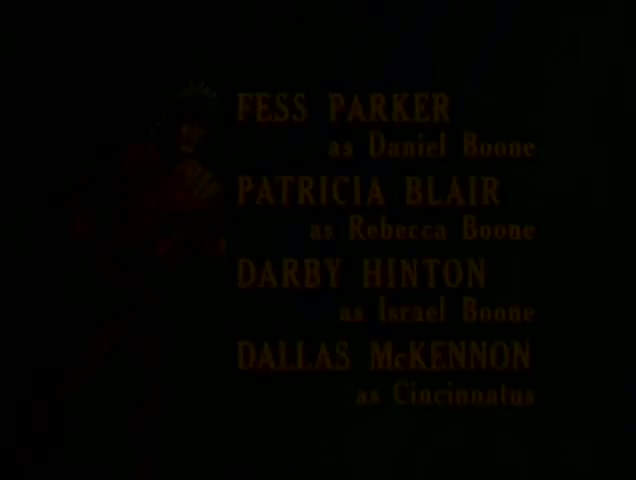 FESS PARKER
as Daniel Boone
PATRICIA BLAIR
as Rebecca Boone
DARBY HINTON
as Israel Boone
DALLAS McKENNON
as Cincinnatus